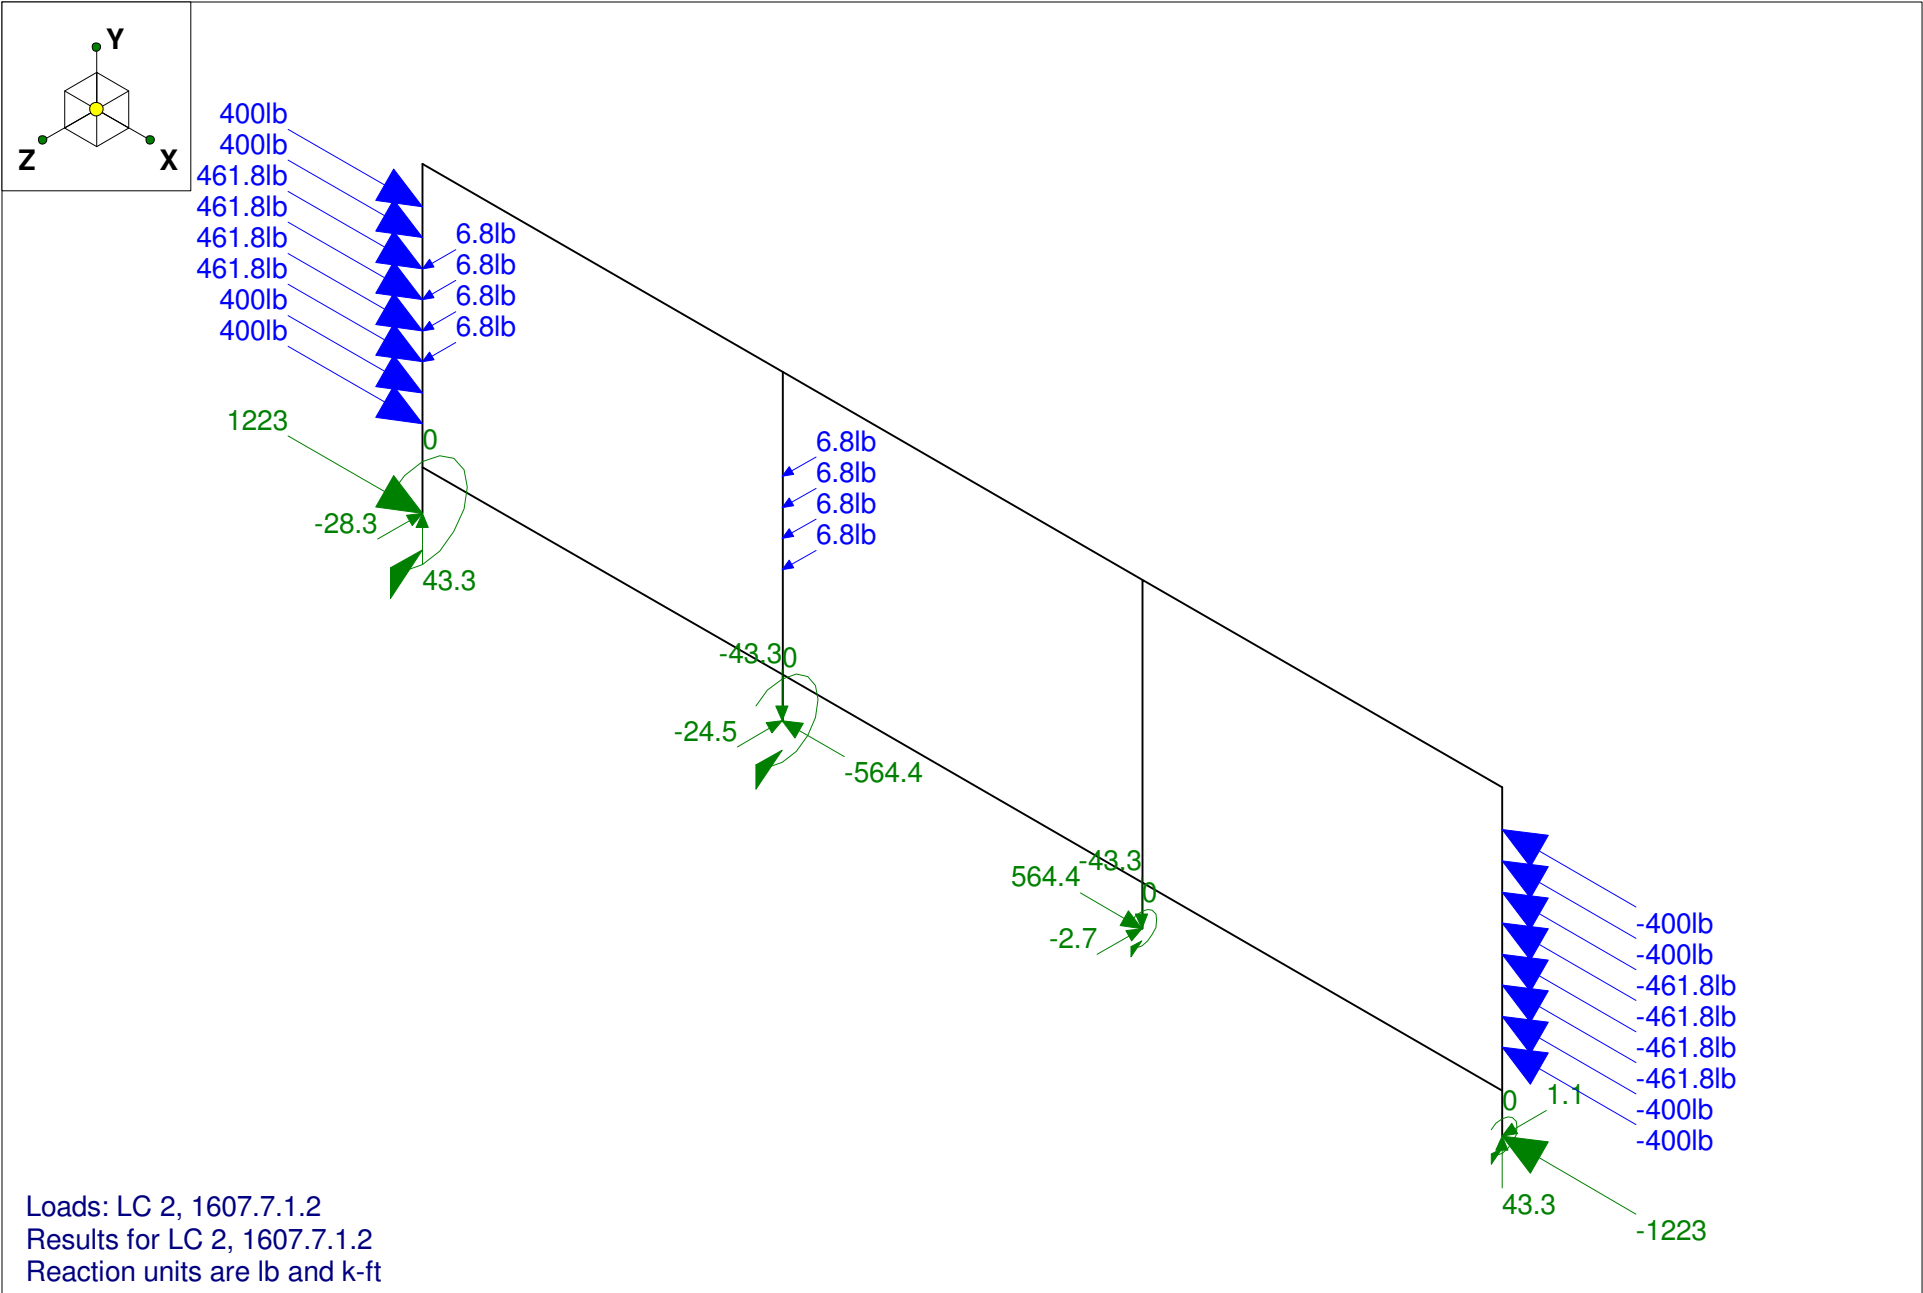 Y
Z
X
400lb
400lb
461.8lb
461.8lb
461.8lb
461.8lb
400lb
400lb
6.8lb
6.8lb
6.8lb
6.8lb
1223
0
-28.3
43.3
6.8lb
6.8lb
6.8lb
6.8lb
-43.3
0
-24.5
-564.4
-43.3
564.4
0
-2.7
-400lb
-400lb
-461.8lb
-461.8lb
-461.8lb
-461.8lb
-400lb
-400lb
0
1.1
43.3
-1223
Loads: LC 2, 1607.7.1.2
Results for LC 2, 1607.7.1.2
Reaction units are lb and k-ft